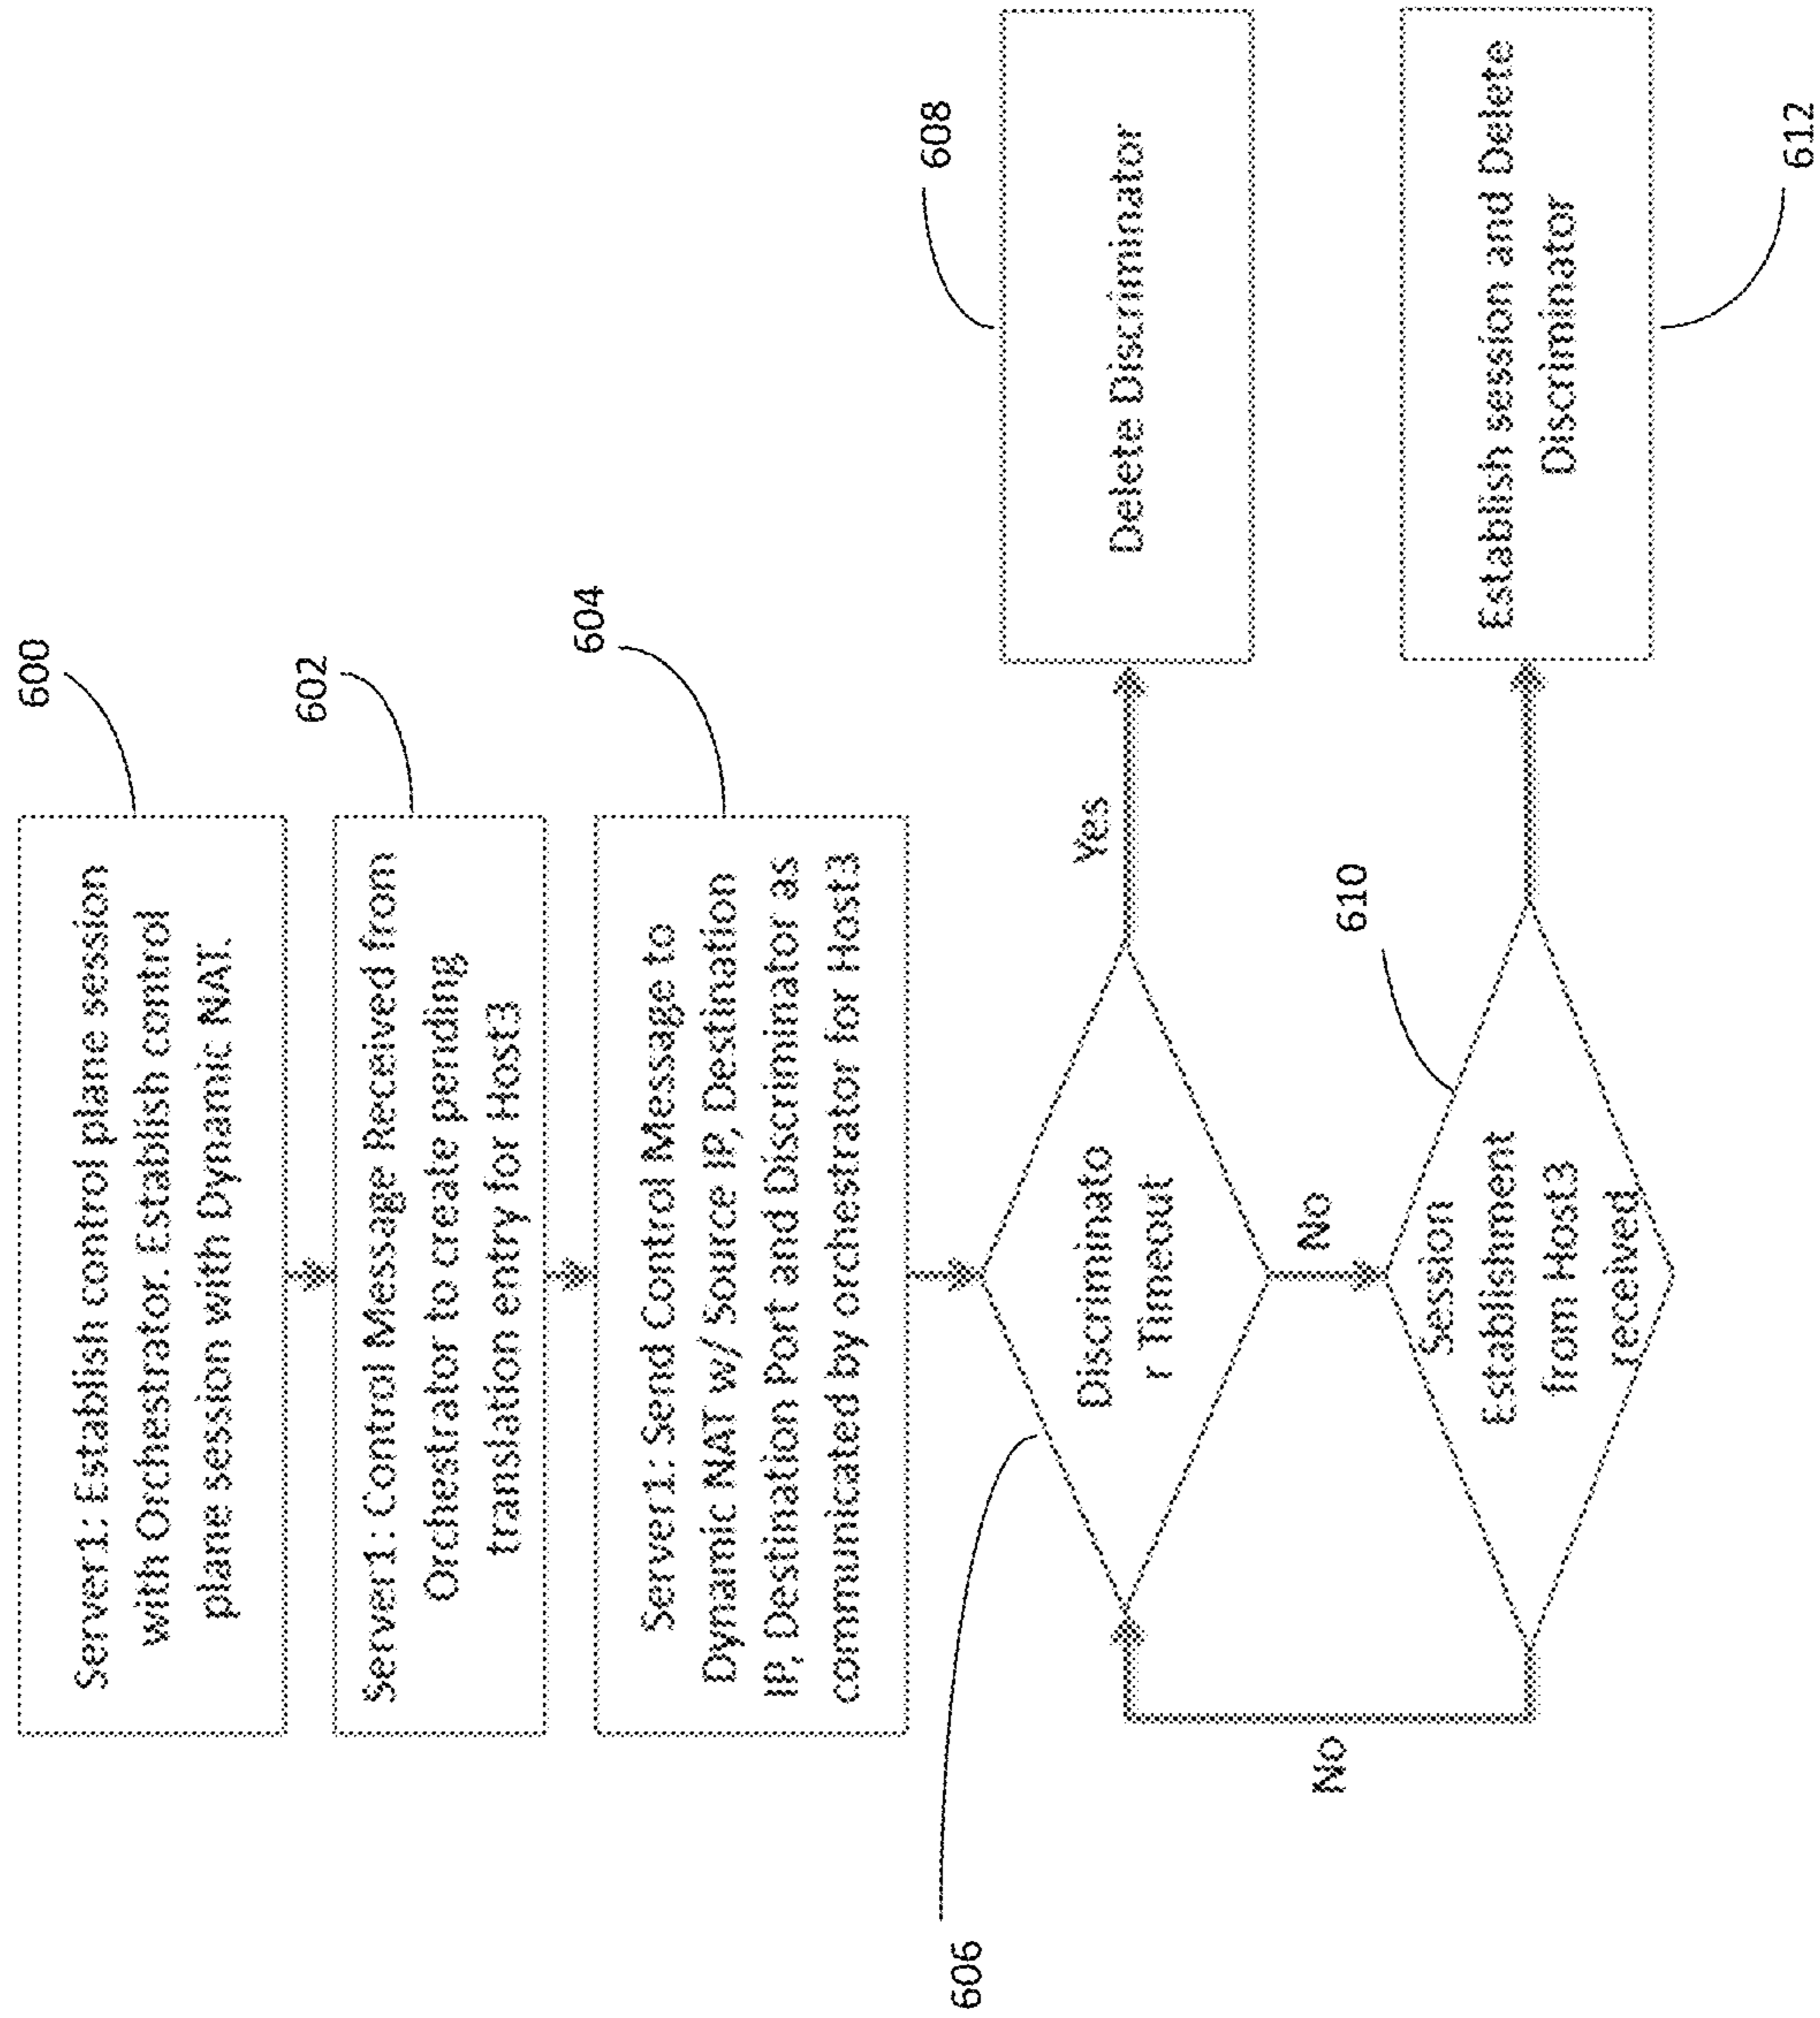 Server1: Establish control plane session
with Orchestrator. Establish control
plane session with Dynamic NAT.
600
Server1: Control Message Received from
Orchestrator to create pending
translation entry for Host3
602
Server1: Send Control Message to
Dynamic NAT w/ Source IP, Destination
IP, Destination Port and Discriminator as
communicated by orchestrator for Host3
604
606
Discriminato
r Timeout
Yes
Delete Discriminator
608
No
No
Session
Establishment
from Host3
received
610
Establish session and Delete
Discriminator
612